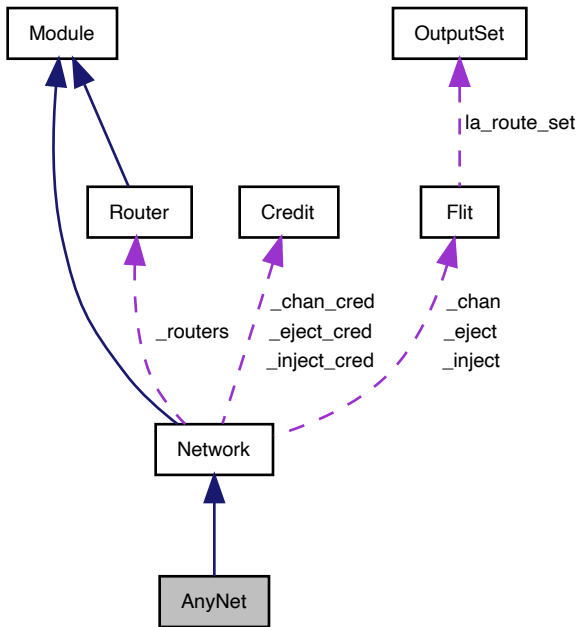 Module
OutputSet
la_route_set
Router
Credit
Flit
_routers
_chan_cred
_eject_cred
_inject_cred
_chan
_eject
_inject
Network
AnyNet